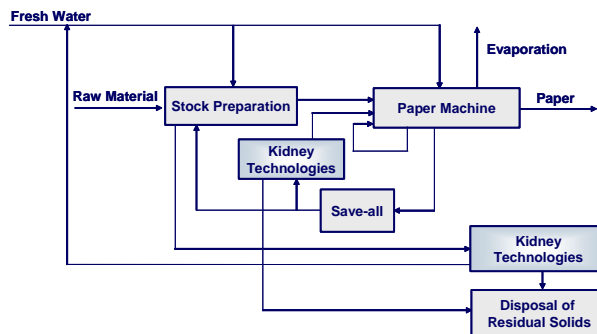 Fresh Water
Evaporation
Raw Material
Stock Preparation
Paper Machine
Paper
Kidney
Technologies
Save-all
Kidney
Technologies
Disposal of
Residual Solids